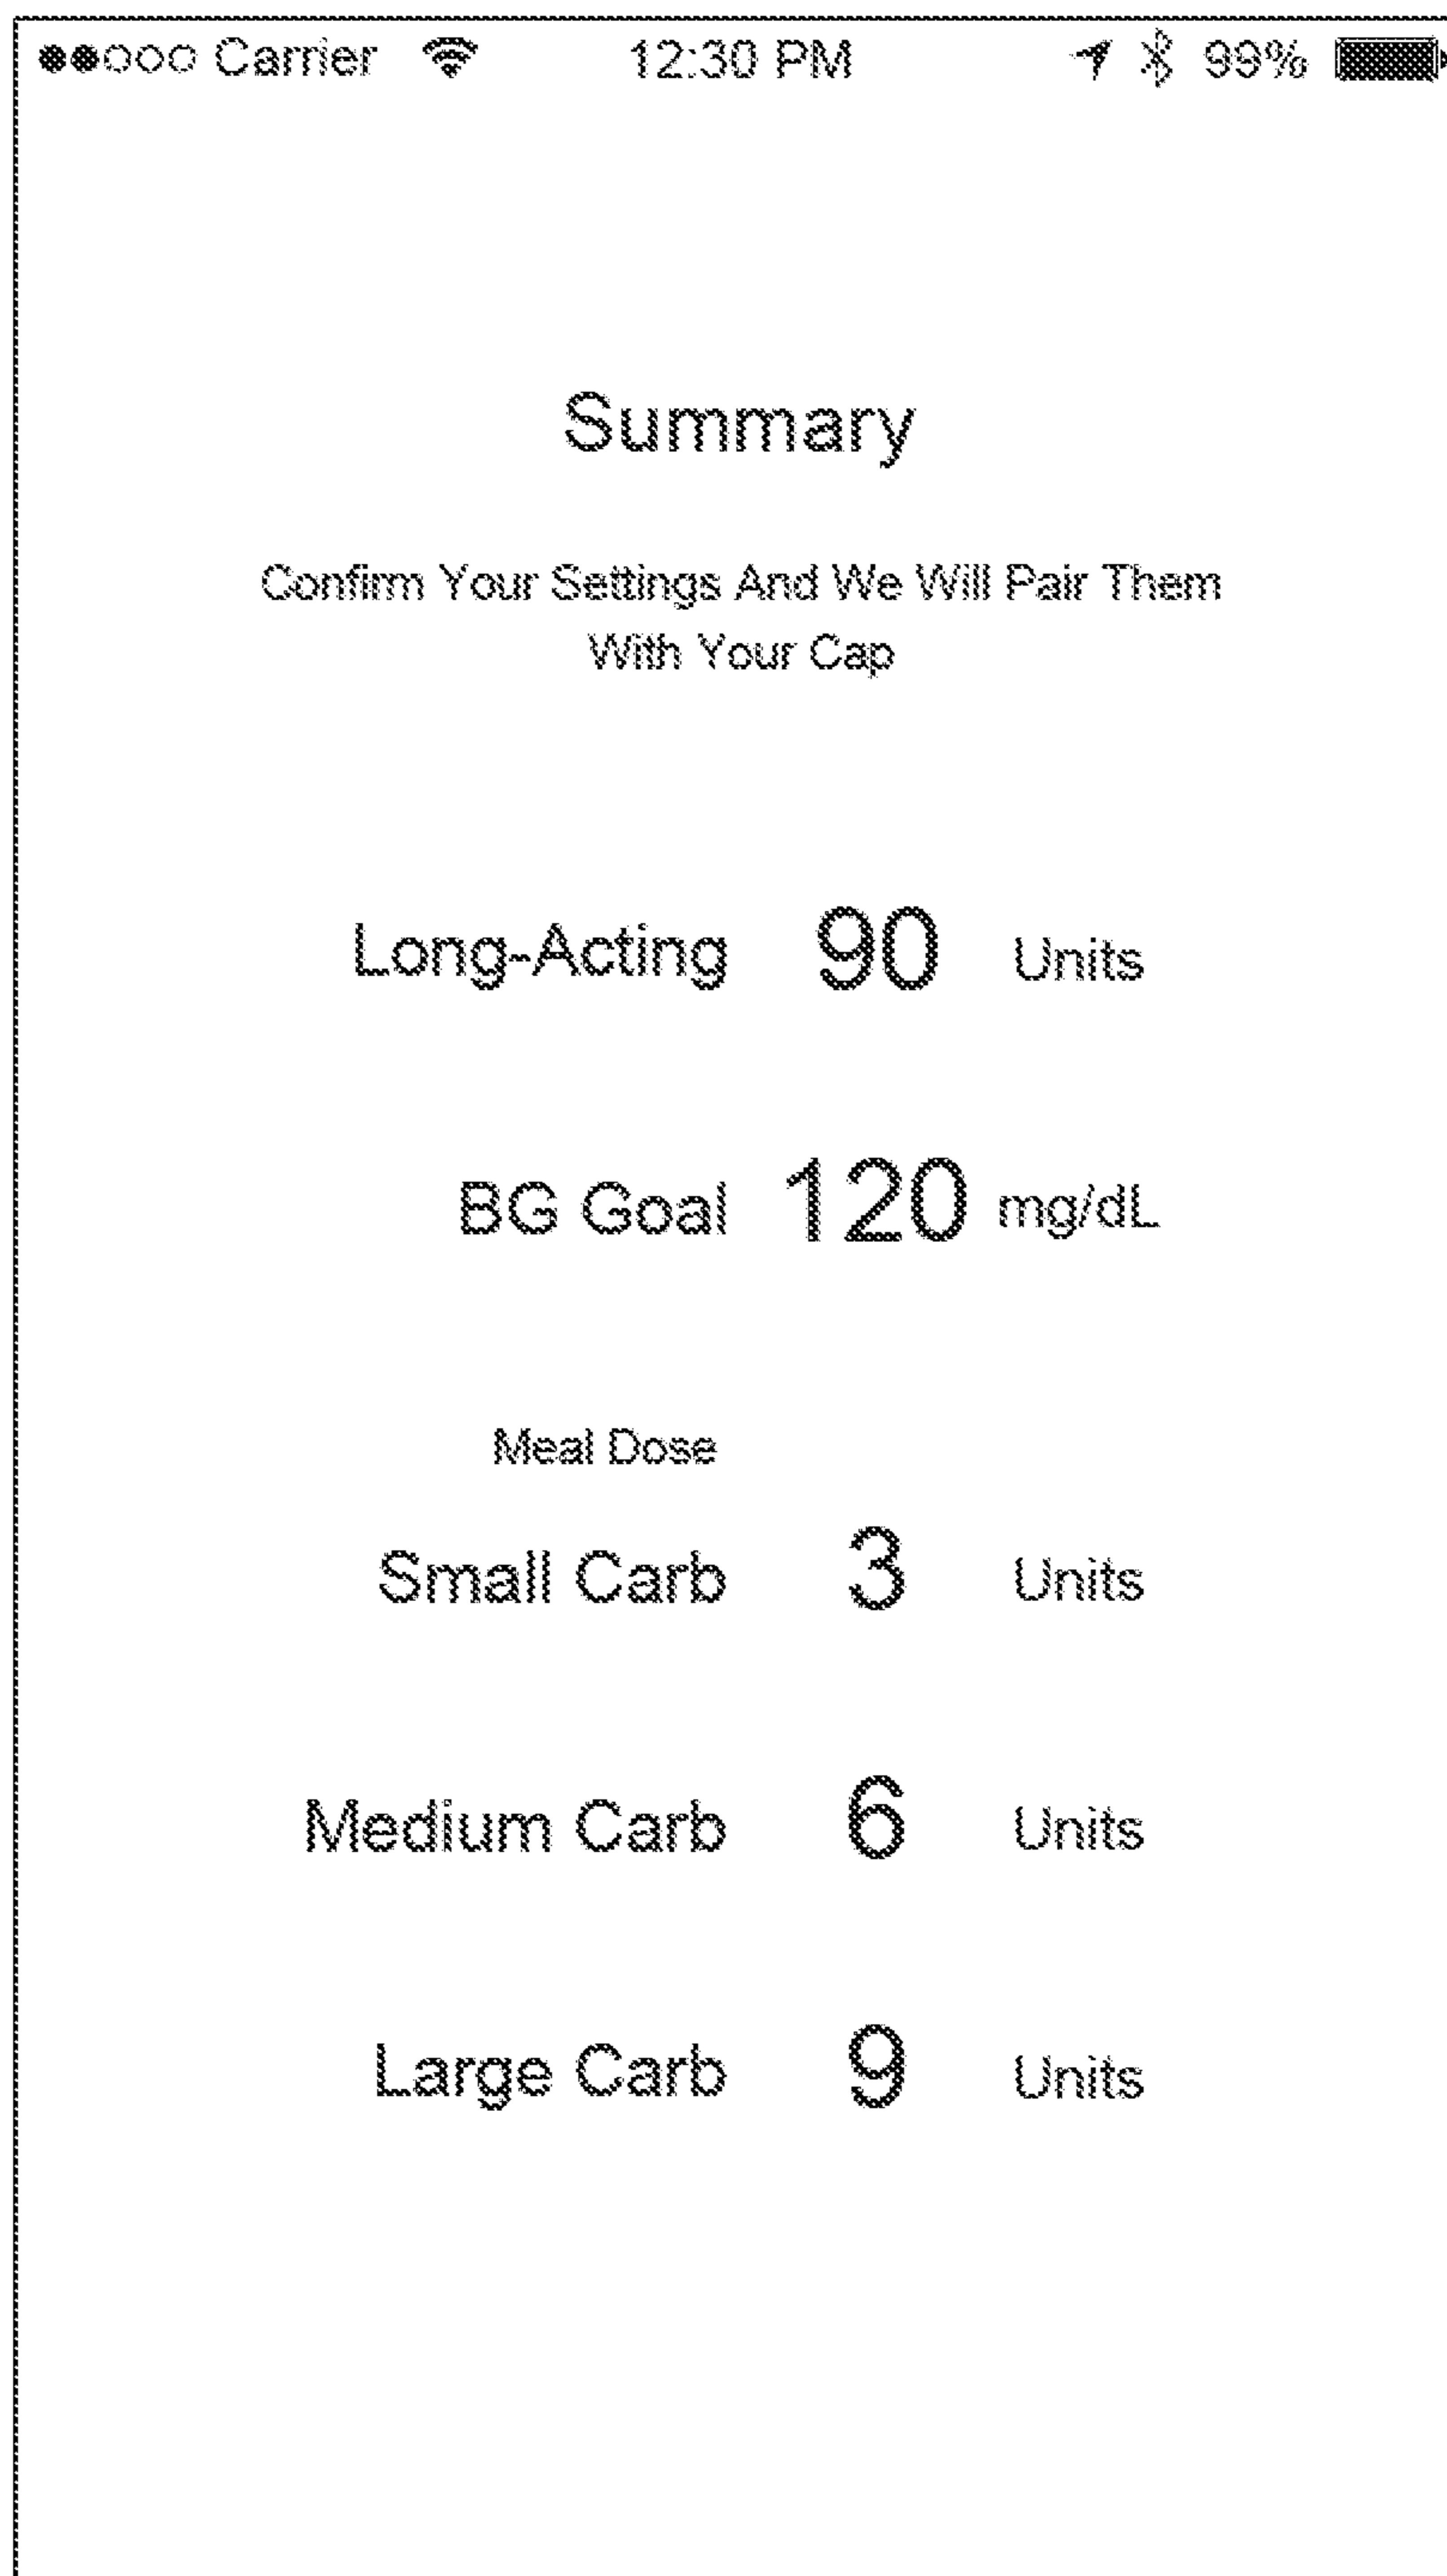 Carrier 12:30 PM 99%
Summary
Confirm Your Settings And We Will Pair Them
With Your Cap
Long-Acting 90 Units
BG Goal 120 mg/dL
Meal Dose
Small Carb 3 Units
Medium Carb 6 Units
Large Carb 9 Units